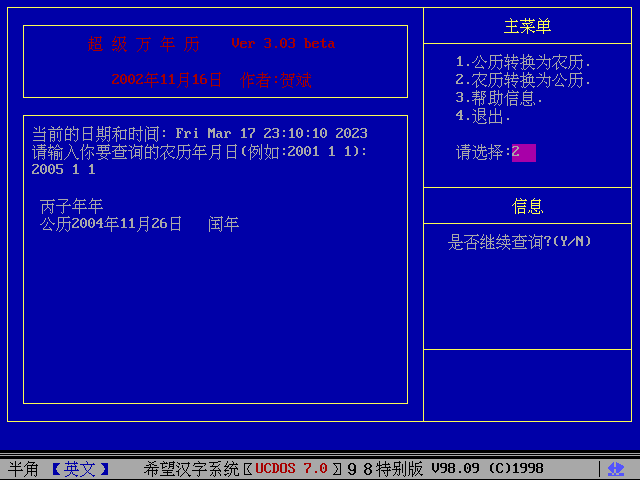 超 级 万 年 历 Ver 3.03 beta
2002年11月16日 作者:贺斌
当前的日期和时间: Fri Mar 17 23:10:10 2023
请输入你要查询的农历年月日(例如:2001 1 1):
2005 1 1
丙子年年
公历2004年11月26日 闰年
主菜单
1.公历转换为农历.
2.农历转换为公历.
3.帮助信息.
4.退出.
请选择:2
信息
是否继续查询?(Y/N)
半角 【英文】 希望汉字系统〖UCDOS 7.0〗９８特别版 V98.09 (C)1998